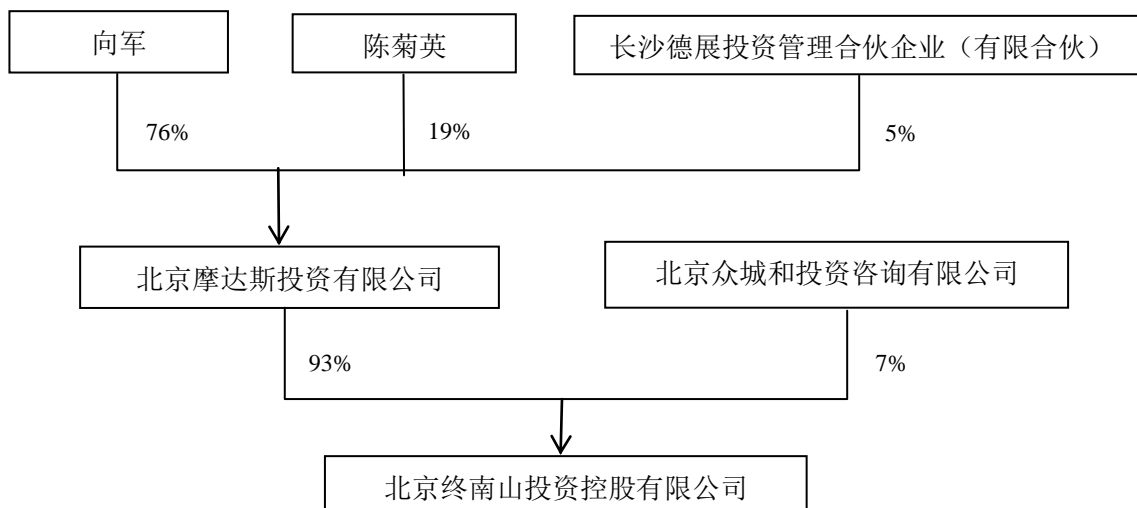 向军
陈菊英
长沙德展投资管理合伙企业（有限合伙）
76%
19%
5%
北京摩达斯投资有限公司
北京众城和投资咨询有限公司
93%
7%
北京终南山投资控股有限公司